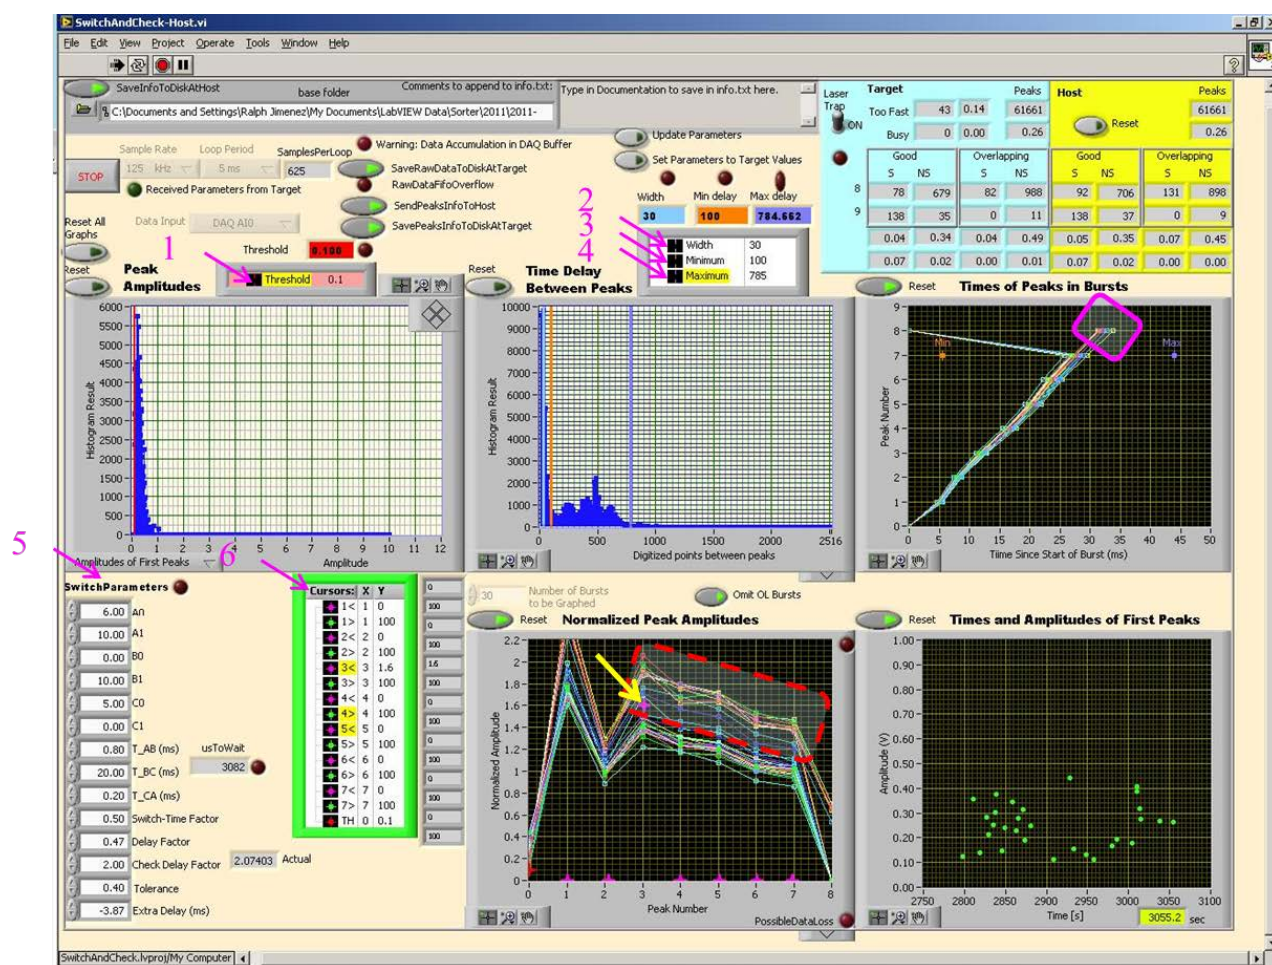 SwitchAndCheck-Host.vi
File Edit View Project Operate Tools Window Help
SaveInfoToDiskAtHost base folder Comments to append to info.txt:
Type in Documentation to save in info.txt here.
C:\Documents and Settings\Ralph Jimenez\My Documents\LabVIEW Data\Sorter\2011\2011-
Laser Trap ON
Target Peaks
Too Fast 43 0.14 61661
Busy 0 0.00 0.26
Host Peaks
61661
Reset 0.26
Good Overlapping Good Overlapping
S NS S NS S NS S NS
8 78 679 82 988 92 706 131 898
9 138 35 0 11 138 37 0 9
0.04 0.34 0.04 0.49 0.05 0.35 0.07 0.45
0.07 0.02 0.00 0.01 0.07 0.02 0.00 0.00
Sample Rate Loop Period SamplesPerLoop
125 kHz 5 ms 625
STOP
Received Parameters from Target
Warning: Data Accumulation in DAQ Buffer
SaveRawDataToDiskAtTarget
RawDataFifoOverflow
SendPeaksInfoToHost
SavePeaksInfoToDiskAtTarget
Update Parameters
Set Parameters to Target Values
Width Min delay Max delay
30 100 784.662
2
3
4
Width 30
Minimum 100
Maximum 785
Reset All Graphs
Data Input DAQ AI0
1
Threshold 0.100
Threshold 0.1
Reset
Peak Amplitudes
6000
5500
5000
4500
4000
3500
3000
2500
2000
1500
1000
500
0
Histogram Result
0 1 2 3 4 5 6 7 8 9 10 11 12
Amplitudes of First Peaks
Amplitude
Reset
Time Delay Between Peaks
10000
9000
8000
7000
6000
5000
4000
3000
2000
1000
0
Histogram Result
0 500 1000 1500 2000 2516
Digitized points between peaks
Reset
Times of Peaks in Bursts
9
8
7
6
5
4
3
2
1
0
Peak Number
Min
Max
0 5 10 15 20 25 30 35 40 45 50
Tiime Since Start of Burst (ms)
5
SwitchParameters
6.00 A0
10.00 A1
0.00 B0
10.00 B1
5.00 C0
0.00 C1
0.80 T_AB (ms) usToWait
20.00 T_BC (ms) 3082
0.20 T_CA (ms)
0.50 Switch-Time Factor
0.47 Delay Factor
2.00 Check Delay Factor 2.07403 Actual
0.40 Tolerance
-3.87 Extra Delay (ms)
6
Cursors: X Y
1< 1 0
1> 1 100
2< 2 0
2> 2 100
3< 3 1.6
3> 3 100
4< 4 0
4> 4 100
5< 5 0
5> 5 100
6< 6 0
6> 6 100
7< 7 0
7> 7 100
TH 0 0.1
0
100
0
100
1.6
100
0
100
0
100
0
100
0
100
30 Number of Bursts to be Graphed
Omit OL Bursts
Reset
Normalized Peak Amplitudes
2.2
2
1.8
1.6
1.4
1.2
1
0.8
0.6
0.4
0.2
0
Normalized Amplitude
0 1 2 3 4 5 6 7 8
Peak Number
PossibleDataLoss
Reset
Times and Amplitudes of First Peaks
1.00
0.90
0.80
0.70
0.60
0.50
0.40
0.30
0.20
0.10
0.00
Amplitude (V)
2750 2800 2850 2900 2950 3000 3050 3100
Time [s]
3055.2 sec
SwitchAndCheck.lvproj/My Computer